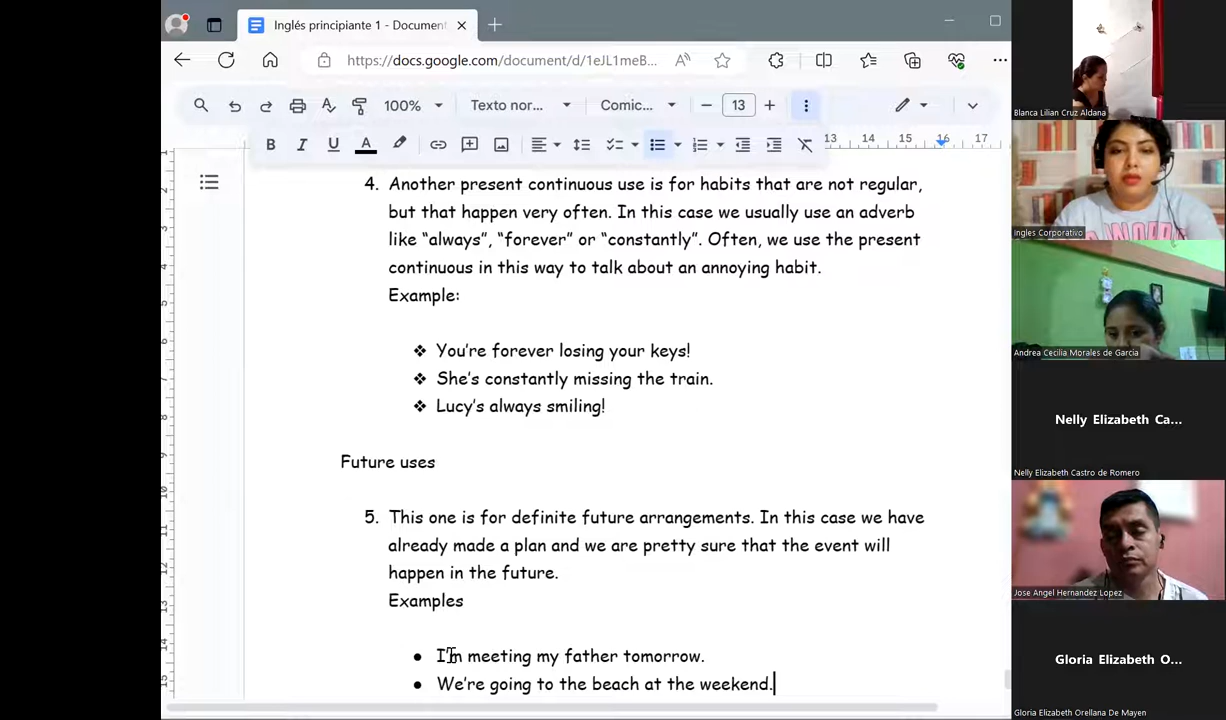 Inglés principiante 1 - Documen
https://docs.google.com/document/d/1eJL1meB...
100%
Texto nor...
Comic...
13
13 14 15 16 17
4. Another present continuous use is for habits that are not regular,
but that happen very often. In this case we usually use an adverb
like “always”, “forever” or “constantly”. Often, we use the present
continuous in this way to talk about an annoying habit.
Example:
❖ You’re forever losing your keys!
❖ She’s constantly missing the train.
❖ Lucy’s always smiling!
Future uses
5. This one is for definite future arrangements. In this case we have
already made a plan and we are pretty sure that the event will
happen in the future.
Examples
● I’m meeting my father tomorrow.
● We’re going to the beach at the weekend.
Blanca Lilian Cruz Aldana
Ingles Corporativo
Andrea Cecilia Morales de Garcia
Nelly Elizabeth Ca...
Nelly Elizabeth Castro de Romero
Jose Angel Hernandez Lopez
Gloria Elizabeth O...
Gloria Elizabeth Orellana De Mayen